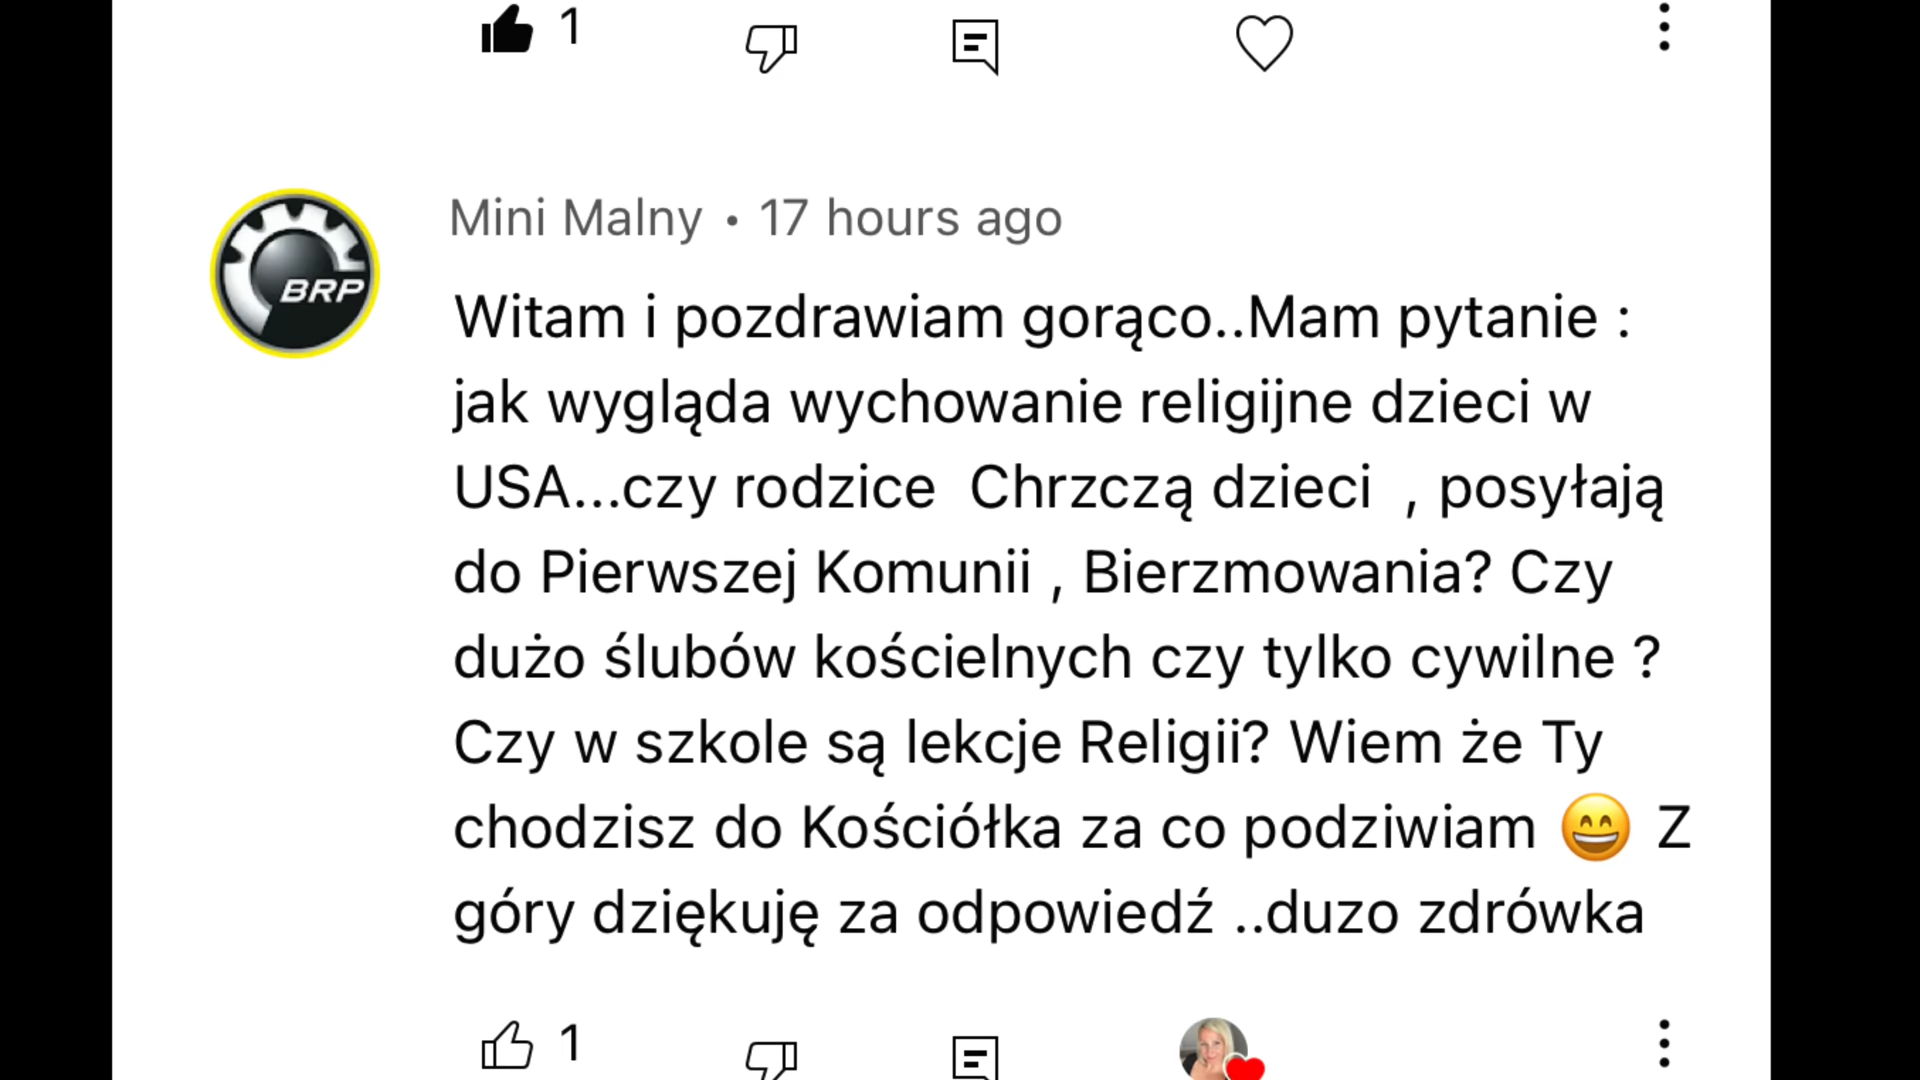 1
Mini Malny • 17 hours ago
BRP
Witam i pozdrawiam gorąco..Mam pytanie :
jak wygląda wychowanie religijne dzieci w
USA...czy rodzice  Chrzczą dzieci  , posyłają
do Pierwszej Komunii , Bierzmowania? Czy
dużo ślubów kościelnych czy tylko cywilne ?
Czy w szkole są lekcje Religii? Wiem że Ty
chodzisz do Kościółka za co podziwiam 😄 Z
góry dziękuję za odpowiedź ..duzo zdrówka
1